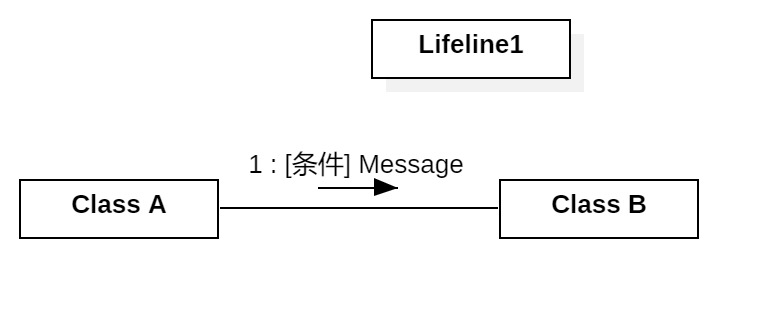 Lifeline1
1 : [条件] Message
Class A
Class B